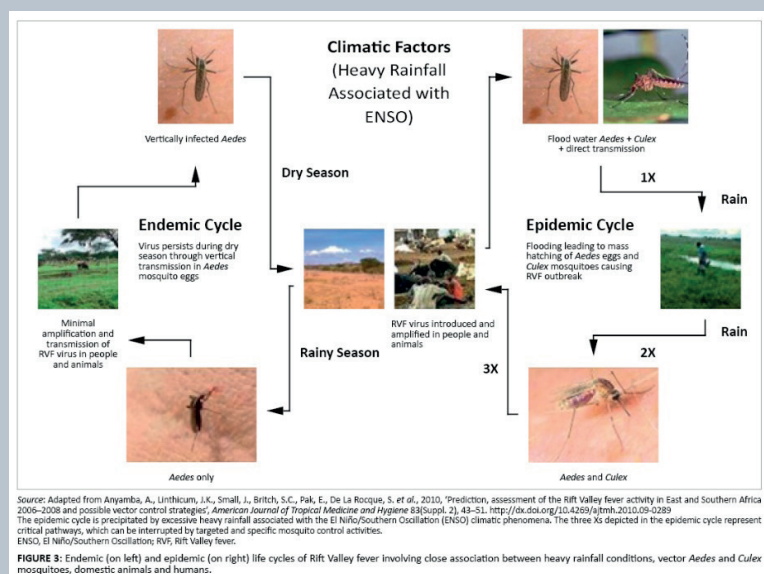 Climatic Factors
(Heavy Rainfall
Associated with
ENSO)
Vertically infected Aedes
Flood water Aedes + Culex
+ direct transmission
Dry Season
1X
Rain
Endemic Cycle
Virus persists during dry
season through vertical
transmission in Aedes
mosquito eggs
Epidemic Cycle
Flooding leading to mass
hatching of Aedes eggs and
Culex mosquitoes causing
RVF outbreak
Minimal
amplification and
transmission of
RVF virus in people
and animals
RVF virus introduced and
amplified in people and
animals
Rain
Rainy Season
2X
3X
Aedes only
Aedes and Culex
Source: Adapted from Anyamba, A., Linthicum, J.K., Small, J., Britch, S.C., Pak, E., De La Rocque, S. et al., 2010, ‘Prediction, assessment of the Rift Valley fever activity in East and Southern Africa
2006–2008 and possible vector control strategies’, American Journal of Tropical Medicine and Hygiene 83(Suppl. 2), 43–51. http://dx.doi.org/10.4269/ajtmh.2010.09-0289
The epidemic cycle is precipitated by excessive heavy rainfall associated with the El Niño/Southern Oscillation (ENSO) climatic phenomena. The three Xs depicted in the epidemic cycle represent
critical pathways, which can be interrupted by targeted and specific mosquito control activities.
ENSO, El Niño/Southern Oscillation; RVF, Rift Valley fever.
FIGURE 3: Endemic (on left) and epidemic (on right) life cycles of Rift Valley fever involving close association between heavy rainfall conditions, vector Aedes and Culex
mosquitoes, domestic animals and humans.